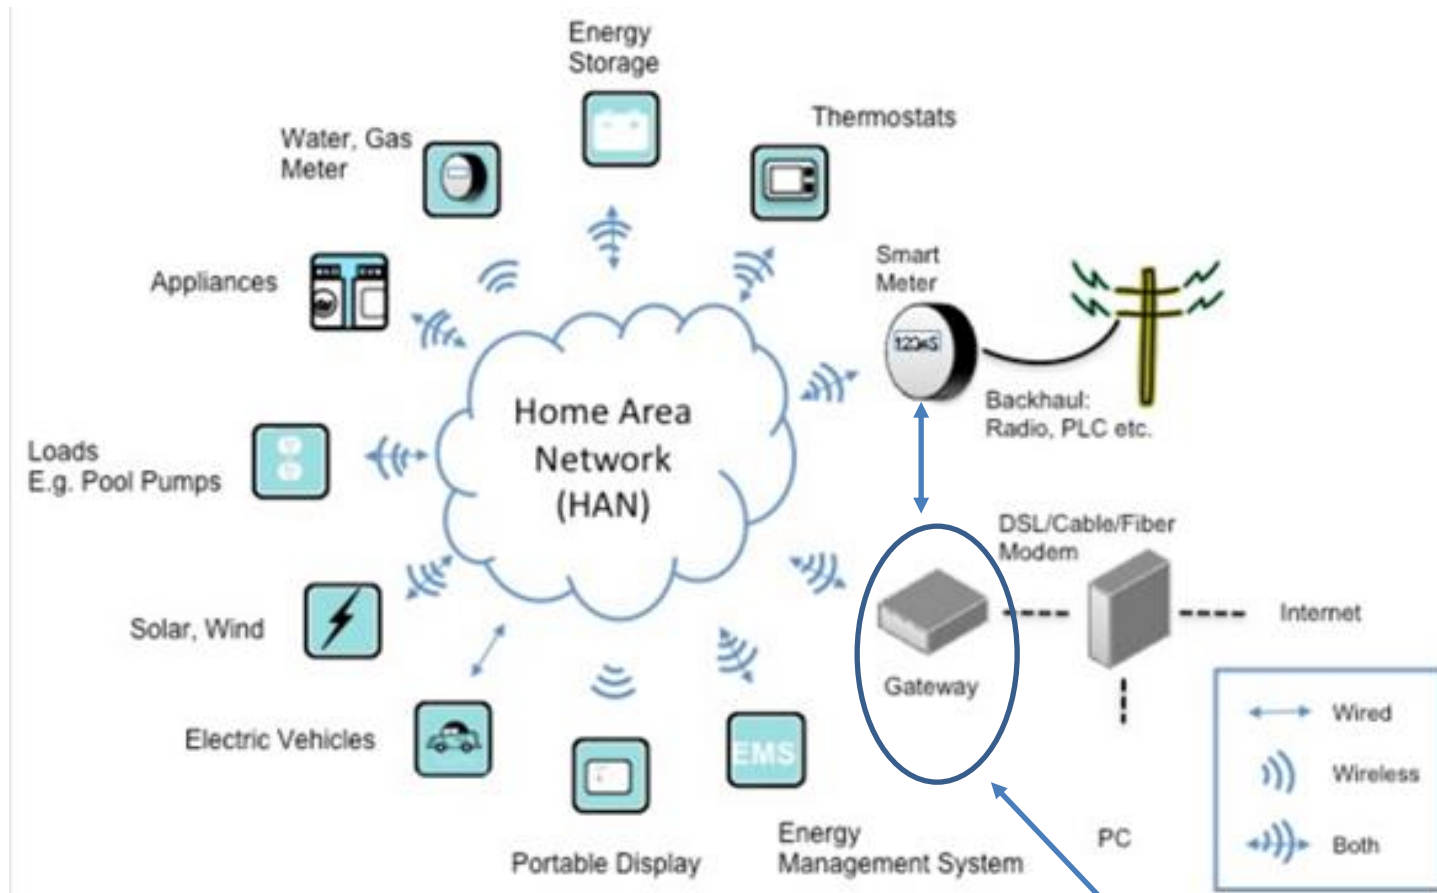 Energy
Storage
Thermostats
Water, Gas
Meter
Appliances
Smart
Meter
12345
Backhaul:
Radio, PLC etc.
Home Area
Network
(HAN)
Loads
E.g. Pool Pumps
DSL/Cable/Fiber
Modem
Internet
Solar, Wind
Gateway
Electric Vehicles
EMS
Portable Display
Energy
Management System
PC
Wired
Wireless
Both